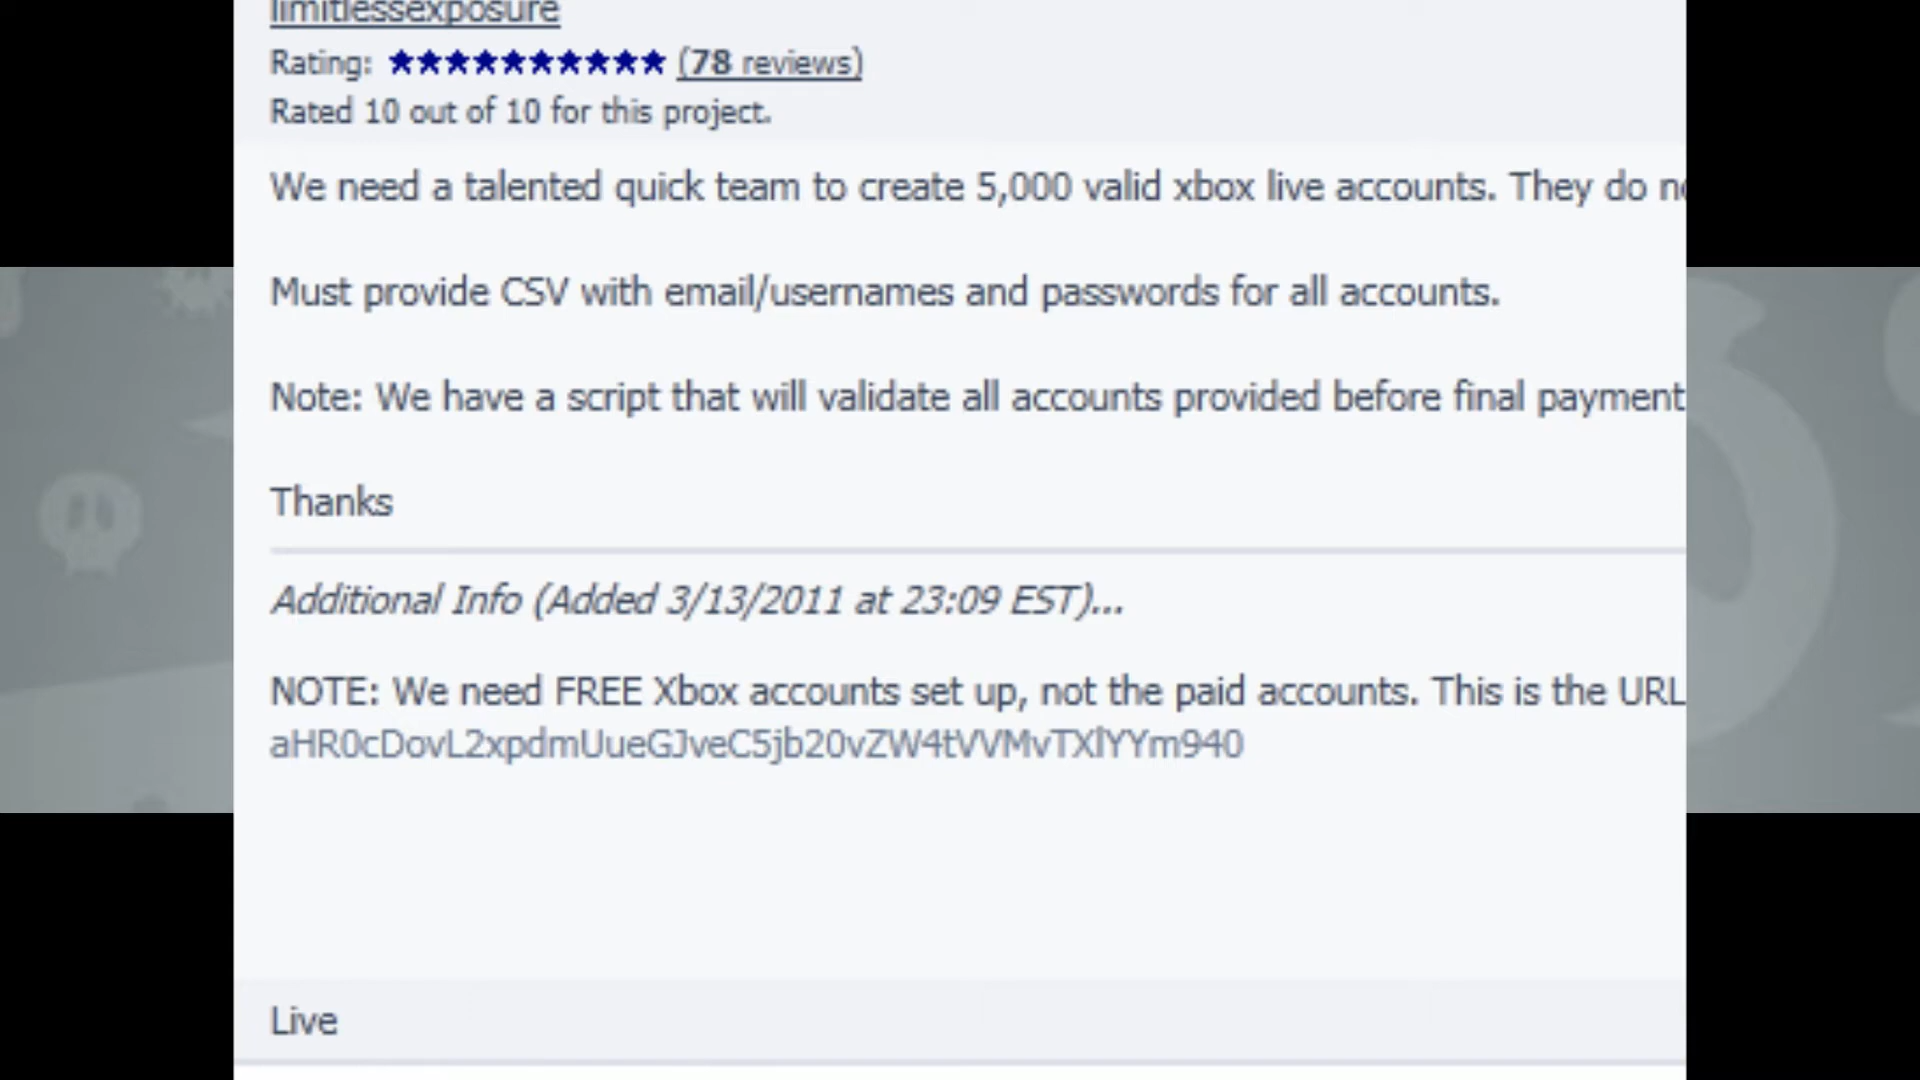 limitlessexposure
Rating: ★★★★★★★★★★ (78 reviews)
Rated 10 out of 10 for this project.
We need a talented quick team to create 5,000 valid xbox live accounts. They do
Must provide CSV with email/usernames and passwords for all accounts.
Note: We have a script that will validate all accounts provided before final payment
Thanks
Additional Info (Added 3/13/2011 at 23:09 EST)...
NOTE: We need FREE Xbox accounts set up, not the paid accounts. This is the URL
aHR0cDovL2xpdmUueGJveC5jb20vZW4tVVMvTXlYYm940
Live